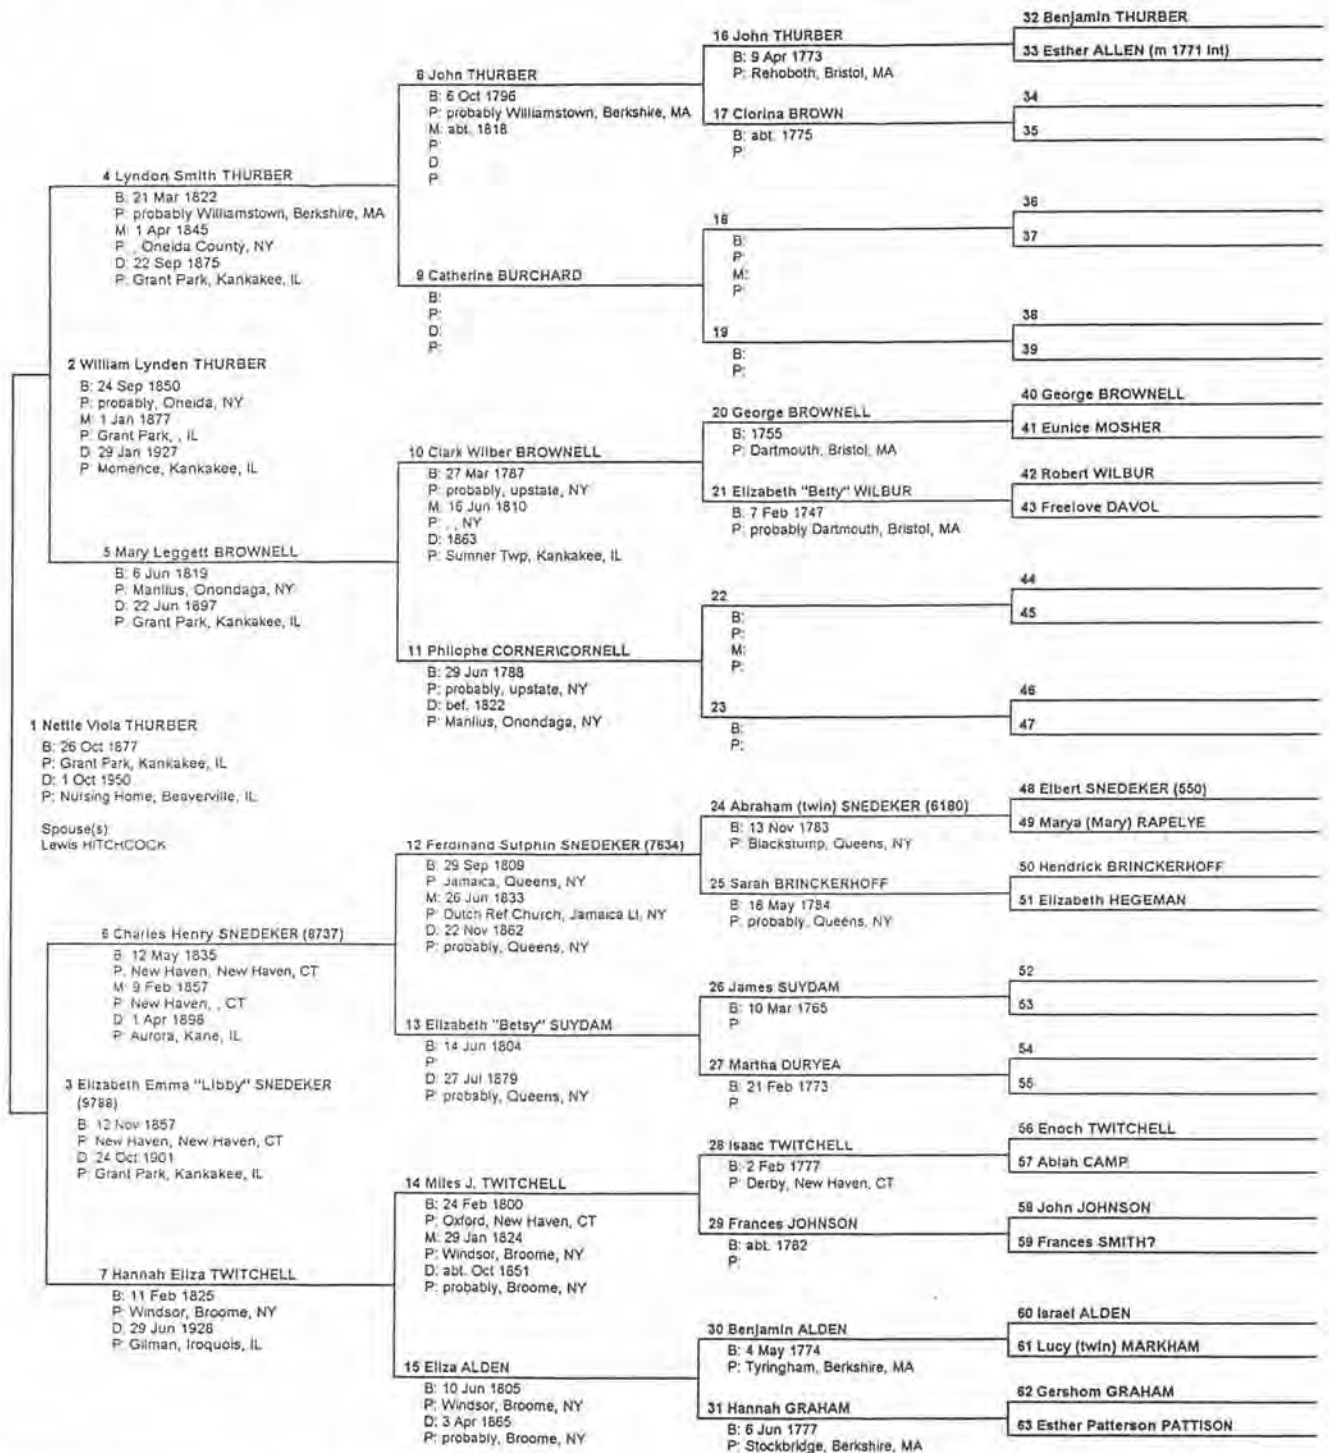 32 Benjamin THURBER
16 John THURBER
B: 9 Apr 1773
P: Rehoboth, Bristol, MA
33 Esther ALLEN (m 1771 Int)
8 John THURBER
B: 6 Oct 1796
P: probably Williamstown, Berkshire, MA
M: abt. 1818
P:
D:
P:
34
17 Clorina BROWN
B: abt. 1775
P:
35
4 Lyndon Smith THURBER
B: 21 Mar 1822
P: probably Williamstown, Berkshire, MA
M: 1 Apr 1845
P: , Oneida County, NY
D: 22 Sep 1875
P: Grant Park, Kankakee, IL
36
18
B:
P:
M:
P:
37
9 Catherine BURCHARD
B:
P:
D:
P:
38
19
B:
P:
39
2 William Lynden THURBER
B: 24 Sep 1850
P: probably, Oneida, NY
M: 1 Jan 1877
P: Grant Park, , IL
D: 29 Jan 1927
P: Momence, Kankakee, IL
40 George BROWNELL
20 George BROWNELL
B: 1755
P: Dartmouth, Bristol, MA
41 Eunice MOSHER
10 Clark Wilber BROWNELL
B: 27 Mar 1787
P: probably, upstate, NY
M: 16 Jun 1810
P: , , NY
D: 1863
P: Sumner Twp, Kankakee, IL
42 Robert WILBUR
21 Elizabeth "Betty" WILBUR
B: 7 Feb 1747
P: probably Dartmouth, Bristol, MA
43 Freelove DAVOL
5 Mary Leggett BROWNELL
B: 6 Jun 1819
P: Manlius, Onondaga, NY
D: 22 Jun 1897
P: Grant Park, Kankakee, IL
44
22
B:
P:
M:
P:
45
11 Philophe CORNER\CORNELL
B: 29 Jun 1788
P: probably, upstate, NY
D: bef. 1822
P: Manlius, Onondaga, NY
46
23
B:
P:
47
1 Nettie Viola THURBER
B: 26 Oct 1877
P: Grant Park, Kankakee, IL
D: 1 Oct 1950
P: Nursing Home, Beaverville, IL
Spouse(s)
Lewis HITCHCOCK
48 Elbert SNEDEKER (550)
24 Abraham (twin) SNEDEKER (6180)
B: 13 Nov 1783
P: Blackstump, Queens, NY
49 Marya (Mary) RAPELYE
12 Ferdinand Sutphin SNEDEKER (7634)
B: 29 Sep 1809
P: Jamaica, Queens, NY
M: 26 Jun 1833
P: Dutch Ref Church, Jamaica LI, NY
D: 22 Nov 1862
P: probably, Queens, NY
50 Hendrick BRINCKERHOFF
25 Sarah BRINCKERHOFF
B: 16 May 1784
P: probably, Queens, NY
51 Elizabeth HEGEMAN
6 Charles Henry SNEDEKER (8737)
B: 12 May 1835
P: New Haven, New Haven, CT
M: 9 Feb 1857
P: New Haven, , CT
D: 1 Apr 1898
P: Aurora, Kane, IL
52
26 James SUYDAM
B: 10 Mar 1765
P:
53
13 Elizabeth "Betsy" SUYDAM
B: 14 Jun 1804
P:
D: 27 Jul 1879
P: probably, Queens, NY
54
27 Martha DURYEA
B: 21 Feb 1773
P:
55
3 Elizabeth Emma "Libby" SNEDEKER
(9788)
B: 12 Nov 1857
P: New Haven, New Haven, CT
D: 24 Oct 1901
P: Grant Park, Kankakee, IL
56 Enoch TWITCHELL
28 Isaac TWITCHELL
B: 2 Feb 1777
P: Derby, New Haven, CT
57 Abiah CAMP
14 Miles J. TWITCHELL
B: 24 Feb 1800
P: Oxford, New Haven, CT
M: 29 Jan 1824
P: Windsor, Broome, NY
D: abt. Oct 1851
P: probably, Broome, NY
58 John JOHNSON
29 Frances JOHNSON
B: abt. 1782
P:
59 Frances SMITH?
7 Hannah Eliza TWITCHELL
B: 11 Feb 1825
P: Windsor, Broome, NY
D: 29 Jun 1928
P: Gilman, Iroquois, IL
60 Israel ALDEN
30 Benjamin ALDEN
B: 4 May 1774
P: Tyringham, Berkshire, MA
61 Lucy (twin) MARKHAM
15 Eliza ALDEN
B: 10 Jun 1805
P: Windsor, Broome, NY
D: 3 Apr 1865
P: probably, Broome, NY
62 Gershom GRAHAM
31 Hannah GRAHAM
B: 6 Jun 1777
P: Stockbridge, Berkshire, MA
63 Esther Patterson PATTISON